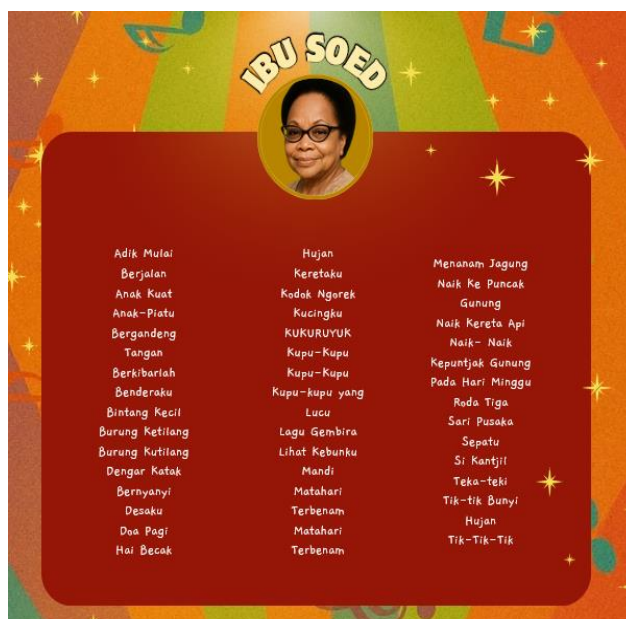 IBU SOED
Adik Mulai
Berjalan
Anak Kuat
Anak-Piatu
Bergandeng
Tangan
Berkibarlah
Benderaku
Bintang Kecil
Burung Ketilang
Burung Kutilang
Dengar Katak
Bernyanyi
Desaku
Doa Pagi
Hai Becak
Hujan
Keretaku
Kodok Ngorek
Kucingku
KUKURUYUK
Kupu-Kupu
Kupu-Kupu
Kupu-kupu yang
Lucu
Lagu Gembira
Lihat Kebunku
Mandi
Matahari
Terbenam
Matahari
Terbenam
Menanam Jagung
Naik Ke Puncak
Gunung
Naik Kereta Api
Naik- Naik
Kepuntjak Gunung
Pada Hari Minggu
Roda Tiga
Sari Pusaka
Sepatu
Si Kantjil
Teka-teki
Tik-tik Bunyi
Hujan
Tik-Tik-Tik